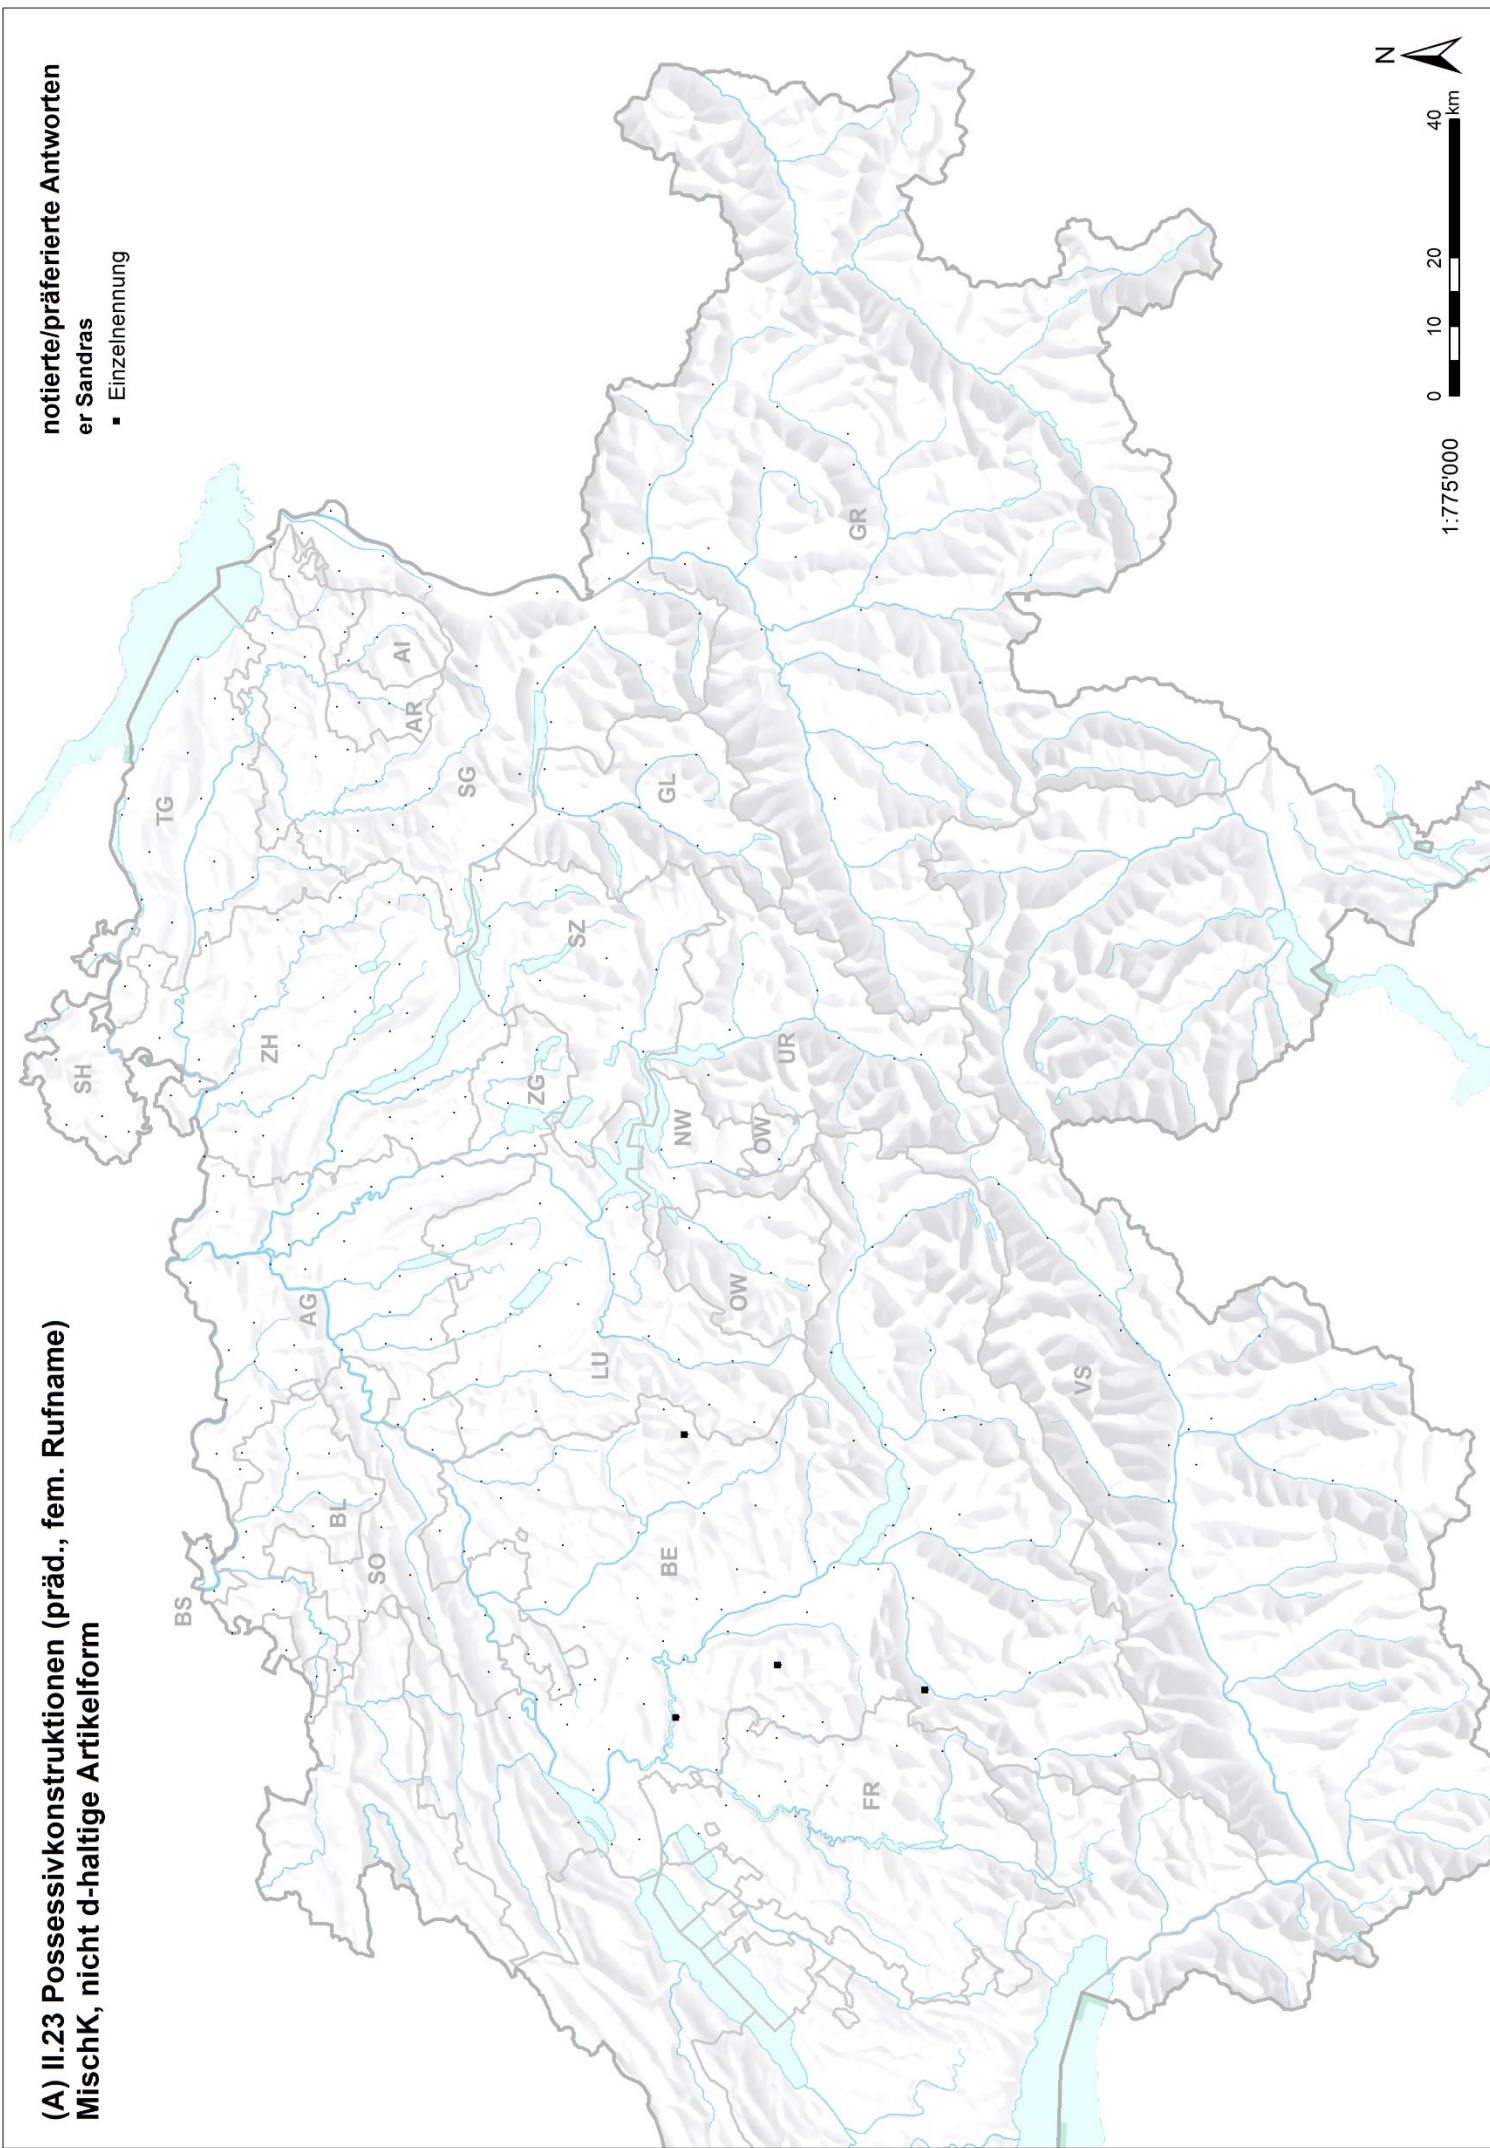 (A) II.23 Possessivkonstruktionen (präd., fem. Rufname)
MischK, nicht d-haltige Artikelform
notierte/präferierte Antworten
er Sandras
Einzelnennung
BS
BL
SO
AG
SH
ZH
TG
AI
AR
SG
GL
SZ
ZG
LU
NW
OW
OW
UR
BE
FR
VS
GR
N
0 10 20 40
km
1:775'000